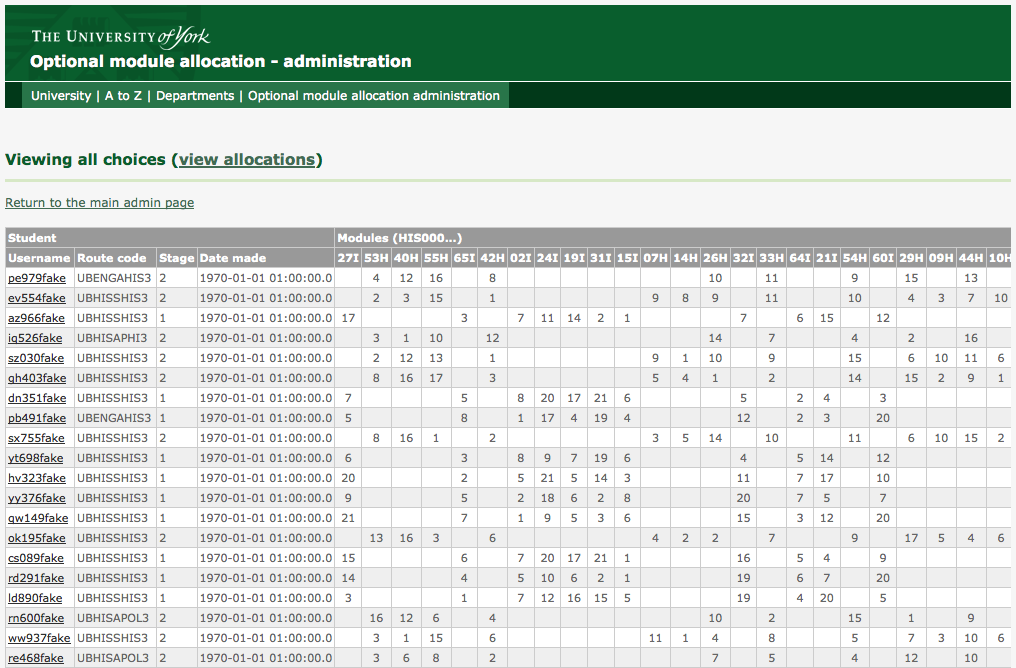 THE UNIVERSITY of York
Optional module allocation - administration
University | A to Z | Departments | Optional module allocation administration
Viewing all choices (view allocations)
Return to the main admin page
Student Modules (HIS000...)
Username Route code Stage Date made 27I 53H 40H 55H 65I 42H 02I 24I 19I 31I 15I 07H 14H 26H 32I 33H 64I 21I 54H 60I 29H 09H 44H 10H
pe979fake UBENGAHIS3 2 1970-01-01 01:00:00.0 4 12 16 8 10 11 9 15 13
ev554fake UBHISSHIS3 2 1970-01-01 01:00:00.0 2 3 15 1 9 8 9 11 10 4 3 7 10
az966fake UBHISSHIS3 1 1970-01-01 01:00:00.0 17 3 7 11 14 2 1 7 6 15 12
iq526fake UBHISAPHI3 2 1970-01-01 01:00:00.0 3 1 10 12 14 7 4 2 16
sz030fake UBHISSHIS3 2 1970-01-01 01:00:00.0 2 12 13 1 9 1 10 9 15 6 10 11 6
qh403fake UBHISSHIS3 2 1970-01-01 01:00:00.0 8 16 17 3 5 4 1 2 14 15 2 9 1
dn351fake UBHISSHIS3 1 1970-01-01 01:00:00.0 7 5 8 20 17 21 6 5 2 4 3
pb491fake UBENGAHIS3 1 1970-01-01 01:00:00.0 5 8 1 17 4 19 4 12 2 3 20
sx755fake UBHISSHIS3 2 1970-01-01 01:00:00.0 8 16 1 2 3 5 14 10 11 6 10 15 2
yt698fake UBHISSHIS3 1 1970-01-01 01:00:00.0 6 3 8 9 7 19 6 4 5 14 12
hv323fake UBHISSHIS3 1 1970-01-01 01:00:00.0 20 2 5 21 5 14 3 11 7 17 10
yy376fake UBHISSHIS3 1 1970-01-01 01:00:00.0 9 5 2 18 6 2 8 20 7 5 7
qw149fake UBHISSHIS3 1 1970-01-01 01:00:00.0 21 7 1 9 5 3 6 15 3 12 20
ok195fake UBHISSHIS3 2 1970-01-01 01:00:00.0 13 16 3 6 4 2 2 7 9 17 5 4 6
cs089fake UBHISSHIS3 1 1970-01-01 01:00:00.0 15 6 7 20 17 21 1 16 5 4 9
rd291fake UBHISSHIS3 1 1970-01-01 01:00:00.0 14 4 5 10 6 2 1 19 6 7 20
ld890fake UBHISSHIS3 1 1970-01-01 01:00:00.0 3 1 7 12 16 15 5 19 4 20 5
rn600fake UBHISAPOL3 2 1970-01-01 01:00:00.0 16 12 6 4 10 2 15 1 9
ww937fake UBHISSHIS3 2 1970-01-01 01:00:00.0 3 1 15 6 11 1 4 8 5 7 3 10 6
re468fake UBHISAPOL3 2 1970-01-01 01:00:00.0 3 6 8 2 7 5 4 12 10